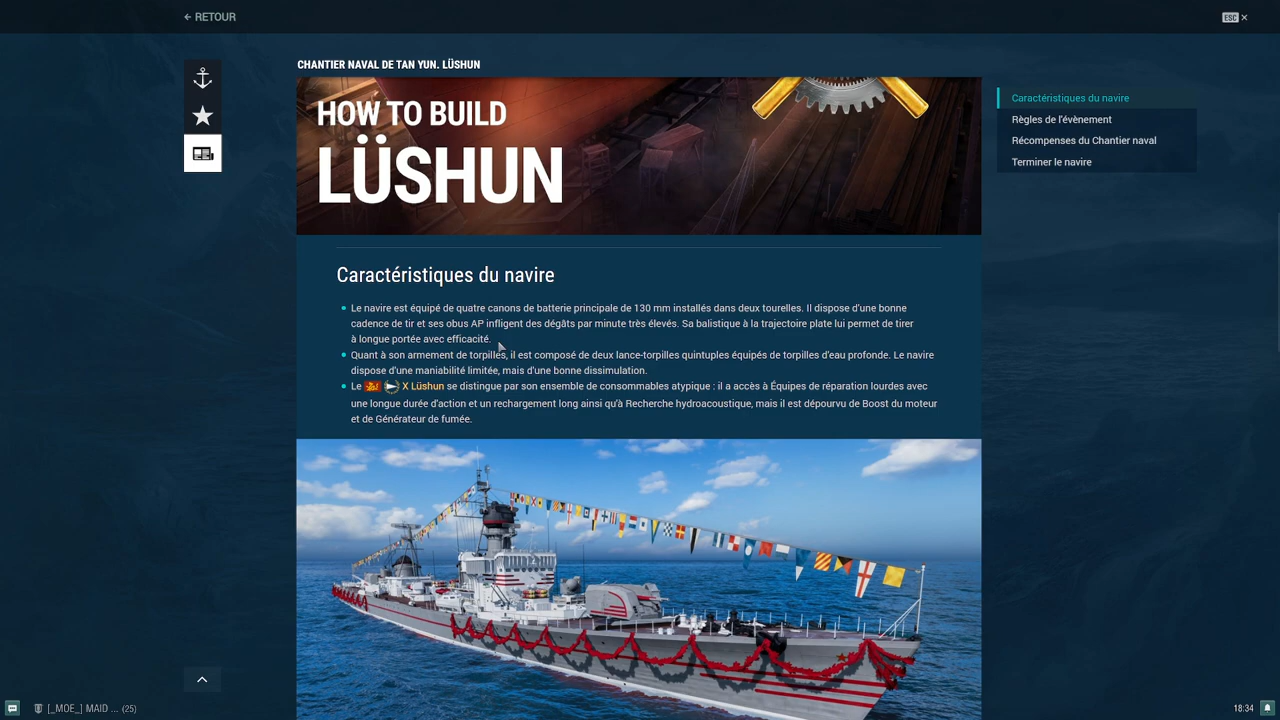 ← RETOUR
ESC ×
CHANTIER NAVAL DE TAN YUN. LÜSHUN
HOW TO BUILD
LÜSHUN
Caractéristiques du navire
Règles de l'évènement
Récompenses du Chantier naval
Terminer le navire
Caractéristiques du navire
Le navire est équipé de quatre canons de batterie principale de 130 mm installés dans deux tourelles. Il dispose d'une bonne
cadence de tir et ses obus AP infligent des dégâts par minute très élevés. Sa balistique à la trajectoire plate lui permet de tirer
à longue portée avec efficacité.
Quant à son armement de torpilles, il est composé de deux lance-torpilles quintuples équipés de torpilles d'eau profonde. Le navire
dispose d'une maniabilité limitée, mais d'une bonne dissimulation.
Le X Lüshun se distingue par son ensemble de consommables atypique : il a accès à Équipes de réparation lourdes avec
une longue durée d'action et un rechargement long ainsi qu'à Recherche hydroacoustique, mais il est dépourvu de Boost du moteur
et de Générateur de fumée.
[_MOE_] MAID ... (25)
18:34